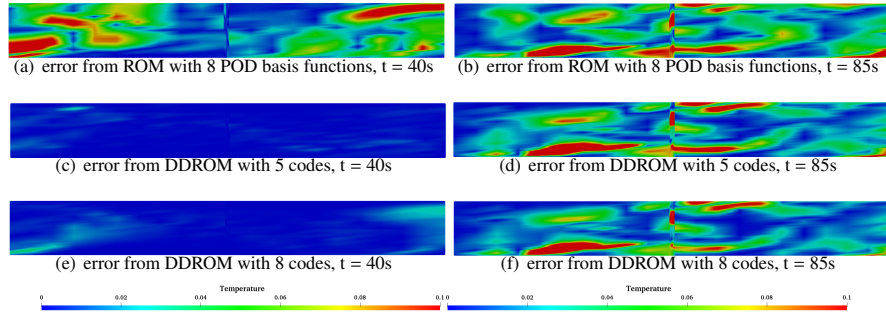 (a) error from ROM with 8 POD basis functions, t = 40s
(b) error from ROM with 8 POD basis functions, t = 85s
(c) error from DDROM with 5 codes, t = 40s
(d) error from DDROM with 5 codes, t = 85s
(e) error from DDROM with 8 codes, t = 40s
(f) error from DDROM with 8 codes, t = 85s
Temperature
0 0.02 0.04 0.06 0.08 0.1
Temperature
0 0.02 0.04 0.06 0.08 0.1